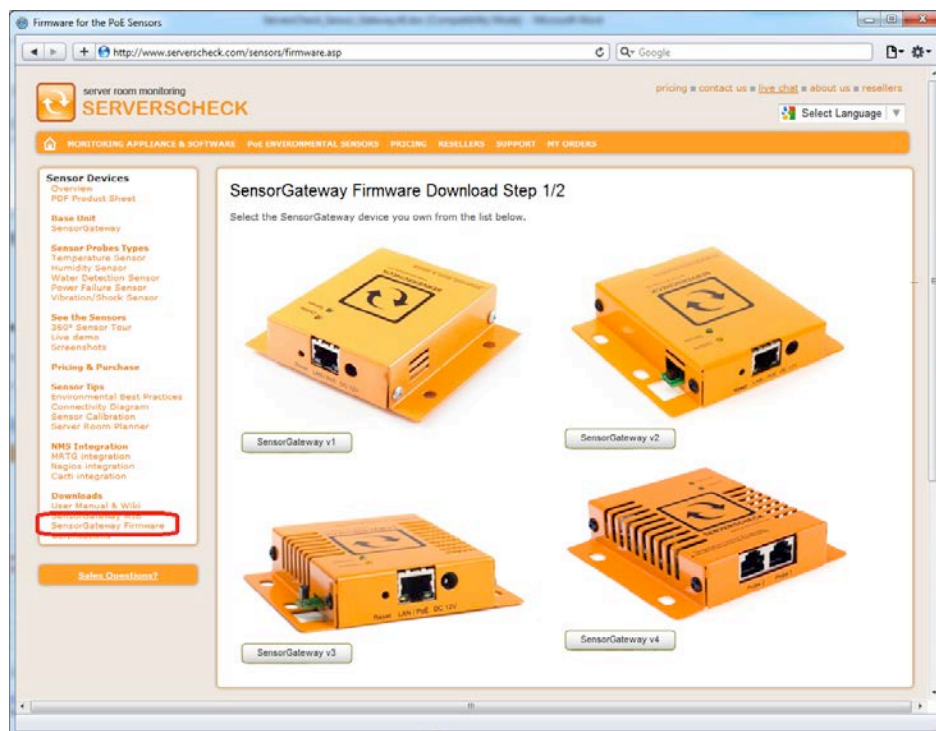 Firmware for the PoE Sensors
http://www.serverscheck.com/sensors/firmware.asp
Google
server room monitoring
SERVERSCHECK
pricing contact us live chat about us resellers
Select Language
MONITORING APPLIANCE & SOFTWARE PoE ENVIRONMENTAL SENSORS PRICING RESELLERS SUPPORT MY ORDERS
Sensor Devices
Overview
PDF Product Sheet
Base Unit
SensorGateway
Sensor Probes Types
Temperature Sensor
Humidity Sensor
Water Detection Sensor
Power Failure Sensor
Vibration/Shock Sensor
See the Sensors
360° Sensor Tour
Live demo
Screenshots
Pricing & Purchase
Sensor Tips
Environmental Best Practices
Connectivity Diagram
Sensor Calibration
Server Room Planner
NMS Integration
MRTG integration
Nagios integration
Cacti integration
Downloads
User Manual & Wiki
SensorGateway MIB
SensorGateway Firmware
Sales Questions?
SensorGateway Firmware Download Step 1/2
Select the SensorGateway device you own from the list below.
SensorGateway v1
SensorGateway v2
Reset LAN / PoE DC 12V
SERVERSCHECK
SensorGateway v3
SensorGateway v4